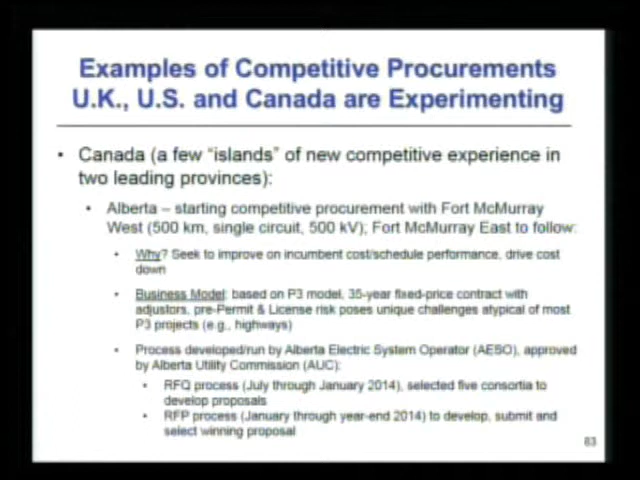 Examples of Competitive Procurements
U.K., U.S. and Canada are Experimenting
• Canada (a few “islands” of new competitive experience in
two leading provinces):
• Alberta – starting competitive procurement with Fort McMurray
West (500 km, single circuit, 500 kV); Fort McMurray East to follow:
• Why? Seek to improve on incumbent cost/schedule performance, drive cost
down
• Business Model: based on P3 model, 35-year fixed-price contract with
adjustors, pre-Permit & License risk poses unique challenges atypical of most
P3 projects (e.g., highways)
• Process developed/run by Alberta Electric System Operator (AESO), approved
by Alberta Utility Commission (AUC):
• RFQ process (July through January 2014), selected five consortia to
develop proposals
• RFP process (January through year-end 2014) to develop, submit and
select winning proposal
83